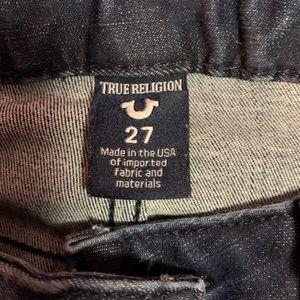 TRUE RELIGION
27
Made in the USA
of imported
fabric and
materials